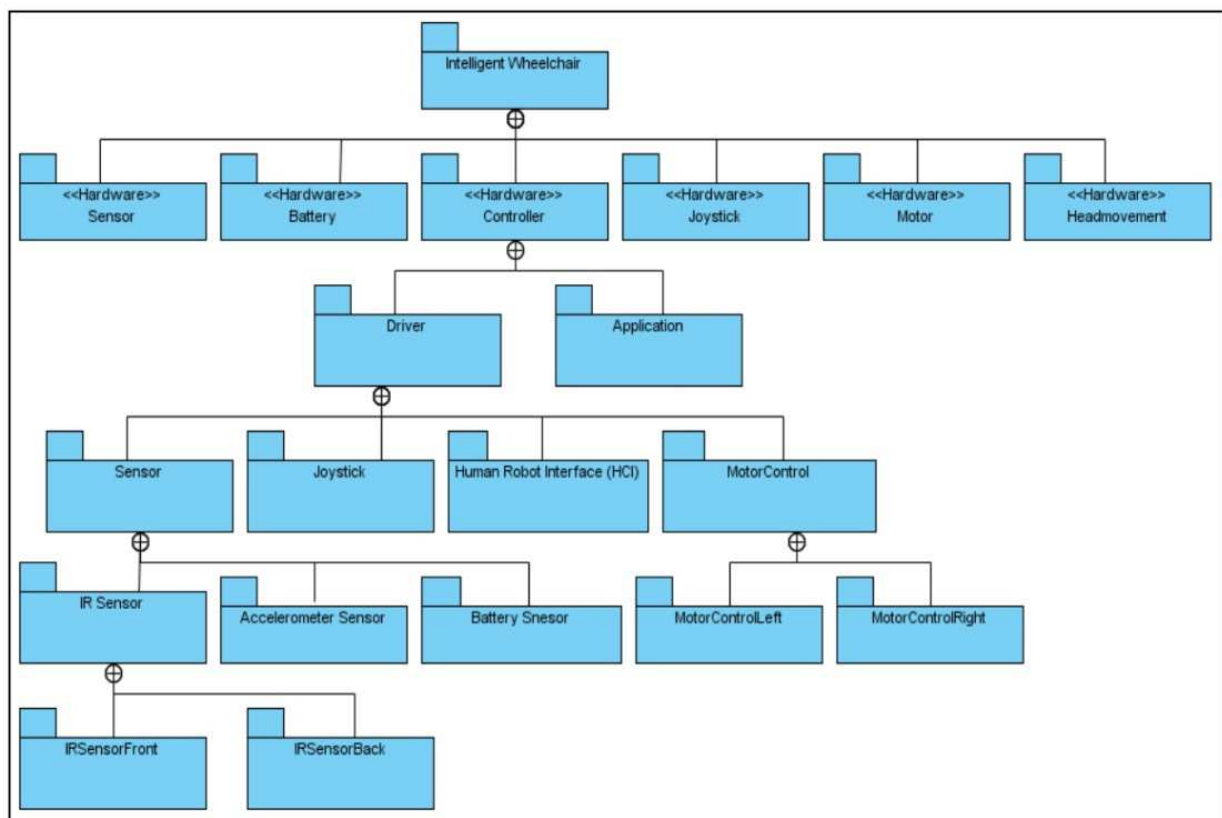 Intelligent Wheelchair
<<Hardware>>
Sensor
<<Hardware>>
Battery
<<Hardware>>
Controller
<<Hardware>>
Joystick
<<Hardware>>
Motor
<<Hardware>>
Headmovement
Driver
Application
Sensor
Joystick
Human Robot Interface (HCI)
MotorControl
IR Sensor
Accelerometer Sensor
Battery Snesor
MotorControlLeft
MotorControlRight
IRSensorFront
IRSensorBack